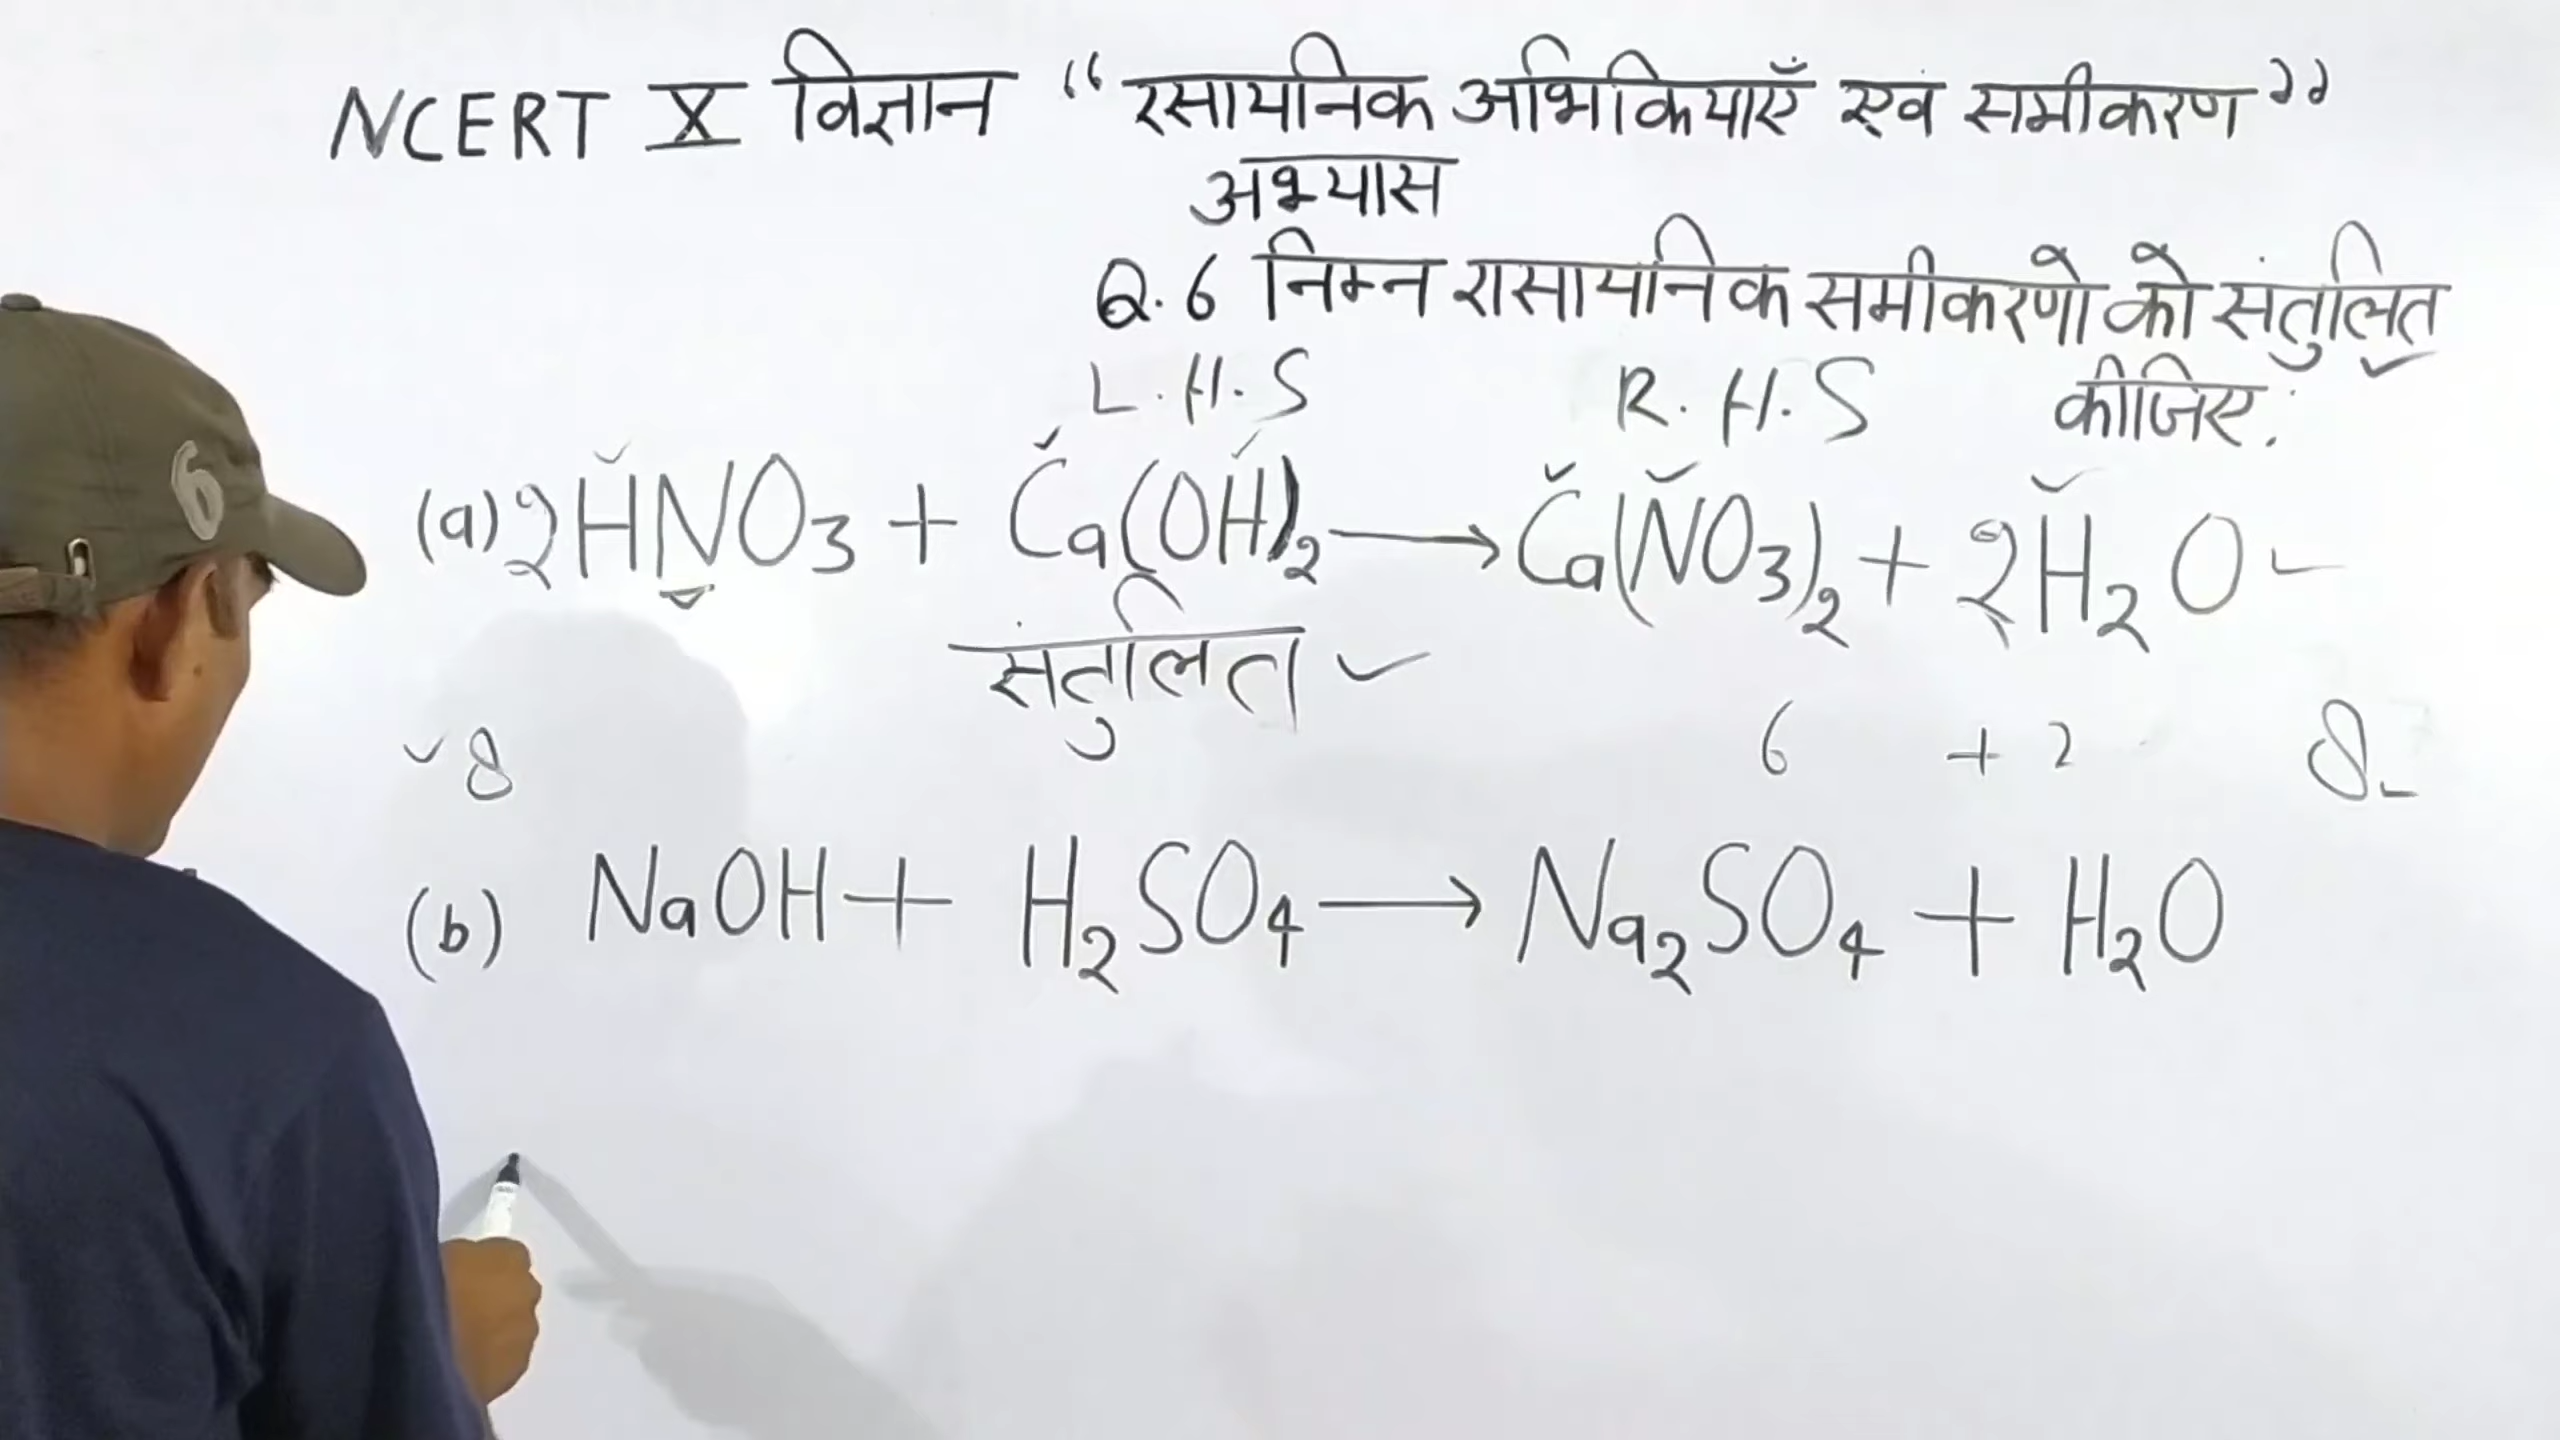 NCERT X विज्ञान “रसायनिक अभिकियाएँ एवं समीकरण”
अभ्यास
Q.6 निम्न रासायनिक समीकरणो को संतुलित
कीजिए:
L.H.S R.H.S
(a) 2HNO3 + Ca(OH)2 ⟶ Ca(NO3)2 + 2H2O
संतुलित ✓
8 6 + 2 8
(b) NaOH + H2SO4 ⟶ Na2SO4 + H2O
6